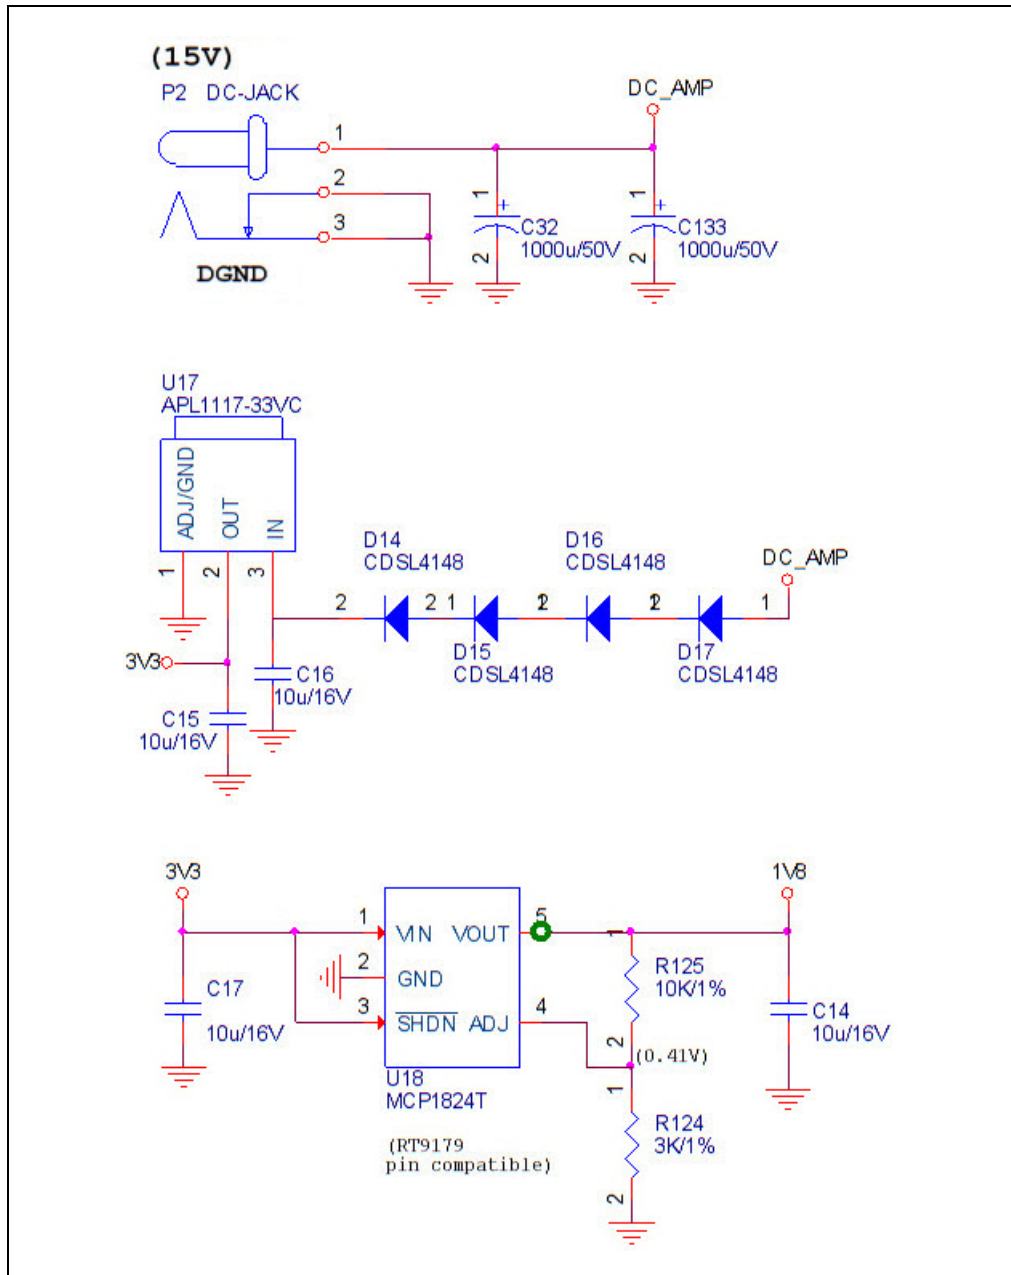 (15V)
P2 DC-JACK
DC_AMP
1
2
3
DGND
1
+
C32
1000u/50V
2
1
+
C133
1000u/50V
2
U17
APL1117-33VC
ADJ/GND
OUT
IN
1
2
3
D14
CDSL4148
D16
CDSL4148
DC_AMP
2
2
1
2
1
2
1
1
D15
CDSL4148
D17
CDSL4148
3V3
C16
10u/16V
C15
10u/16V
3V3
1V8
1
VIN
VOUT
5
2
GND
3
SHDN
ADJ
4
C17
10u/16V
1
R125
10K/1%
2
(0.41V)
C14
10u/16V
U18
MCP1824T
(RT9179
pin compatible)
1
R124
3K/1%
2